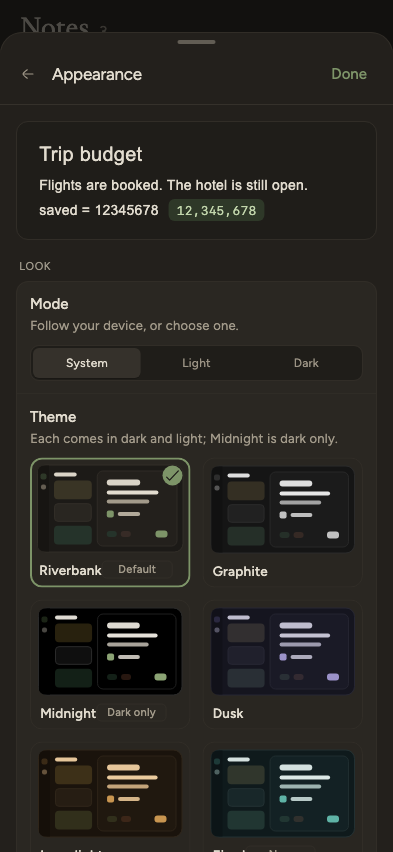 Notes 3
Appearance
Done
Trip budget
Flights are booked. The hotel is still open.
saved = 12345678 12,345,678
LOOK
Mode
Follow your device, or choose one.
System Light Dark
Theme
Each comes in dark and light; Midnight is dark only.
Riverbank Default
Graphite
Midnight Dark only
Dusk